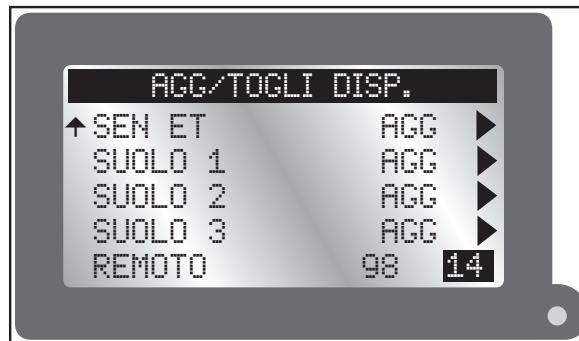 AGG/TOGLI DISP.
SEN ET AGG
SUOLO 1 AGG
SUOLO 2 AGG
SUOLO 3 AGG
REMOTO 98 14